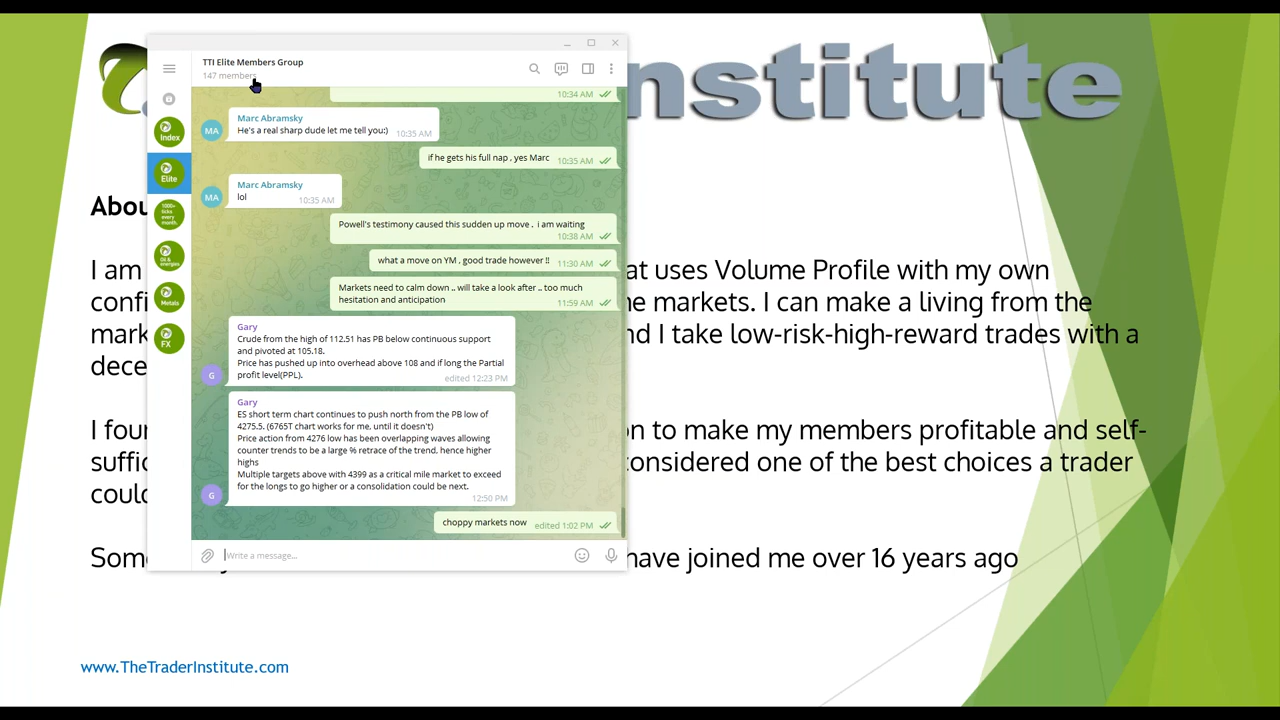 TTI Elite Members Group
147 members
10:34 AM
Marc Abramsky
He's a real sharp dude let me tell you:) 10:35 AM
MA
if he gets his full nap , yes Marc 10:35 AM
Marc Abramsky
lol 10:35 AM
MA
Powell's testimony caused this sudden up move . i am waiting
10:38 AM
what a move on YM . good trade however !! 11:30 AM
Markets need to calm down .. will take a look after .. too much
hesitation and anticipation 11:59 AM
Gary
Crude from the high of 112.51 has PB below continuous support
and pivoted at 105.18.
Price has pushed up into overhead above 108 and if long the Partial
profit level(PPL). edited 12:23 PM
G
Gary
ES short term chart continues to push north from the PB low of
4275.5. (6765T chart works for me, until it doesn't)
Price action from 4276 low has been overlapping waves allowing
counter trends to be a large % retrace of the trend, hence higher
highs
Multiple targets above with 4399 as a critical mile market to exceed
for the longs to go higher or a consolidation could be next.
12:50 PM
G
choppy markets now edited 1:02 PM
Write a message...
Index
Elite
1000+
ticks
every
month
Oil &
energies
Metals
FX
nstitute
Abou
I am at uses Volume Profile with my own
confi he markets. I can make a living from the
mark nd I take low-risk-high-reward trades with a
dece
I four on to make my members profitable and self-
suffic considered one of the best choices a trader
coul
Som have joined me over 16 years ago
www.TheTraderInstitute.com